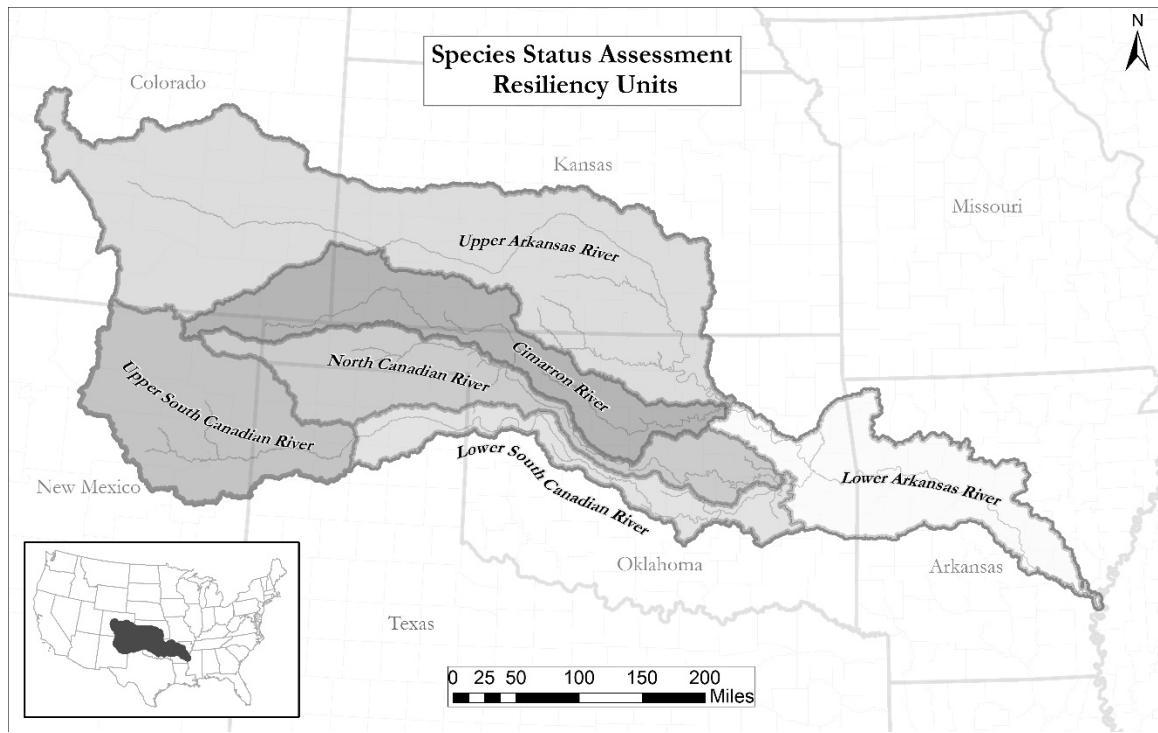 Species Status Assessment
Resiliency Units
N
Colorado
Kansas
Missouri
Upper Arkansas River
Cimarron River
North Canadian River
Upper South Canadian River
Lower South Canadian River
Lower Arkansas River
New Mexico
Oklahoma
Arkansas
Texas
0 25 50 100 150 200
Miles